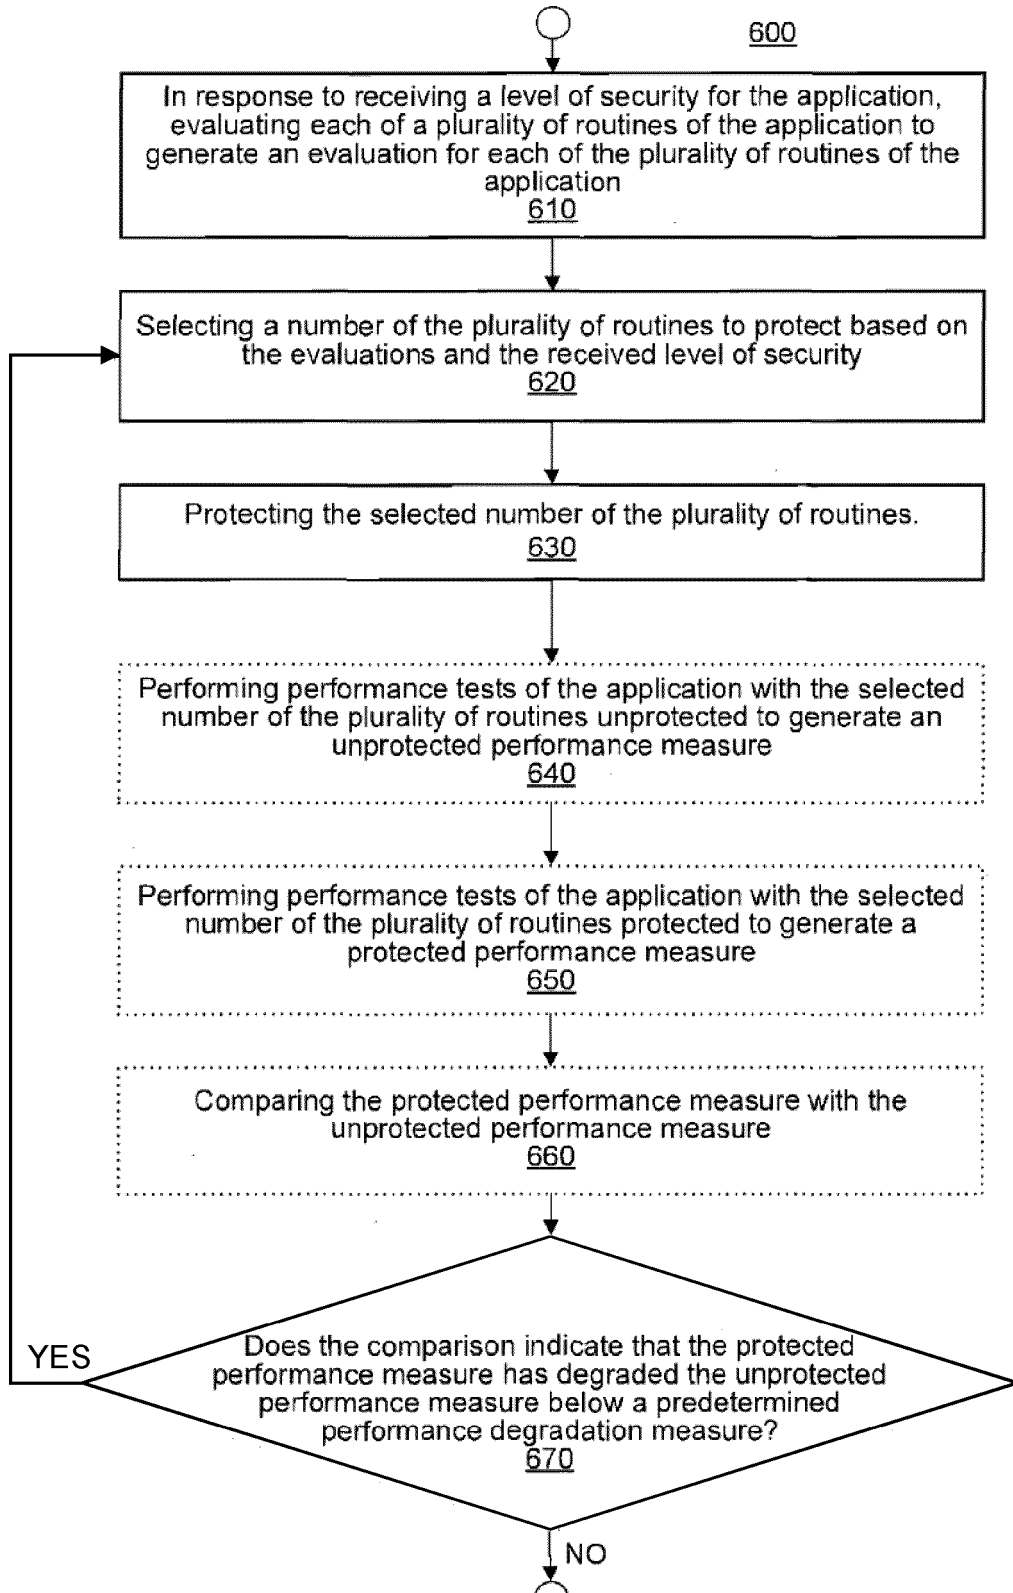 600
In response to receiving a level of security for the application,
evaluating each of a plurality of routines of the application to
generate an evaluation for each of the plurality of routines of the
application
610
Selecting a number of the plurality of routines to protect based on
the evaluations and the received level of security
620
Protecting the selected number of the plurality of routines.
630
Performing performance tests of the application with the selected
number of the plurality of routines unprotected to generate an
unprotected performance measure
640
Performing performance tests of the application with the selected
number of the plurality of routines protected to generate a
protected performance measure
650
Comparing the protected performance measure with the
unprotected performance measure
660
Does the comparison indicate that the protected
performance measure has degraded the unprotected
performance measure below a predetermined
performance degradation measure?
670
YES
NO